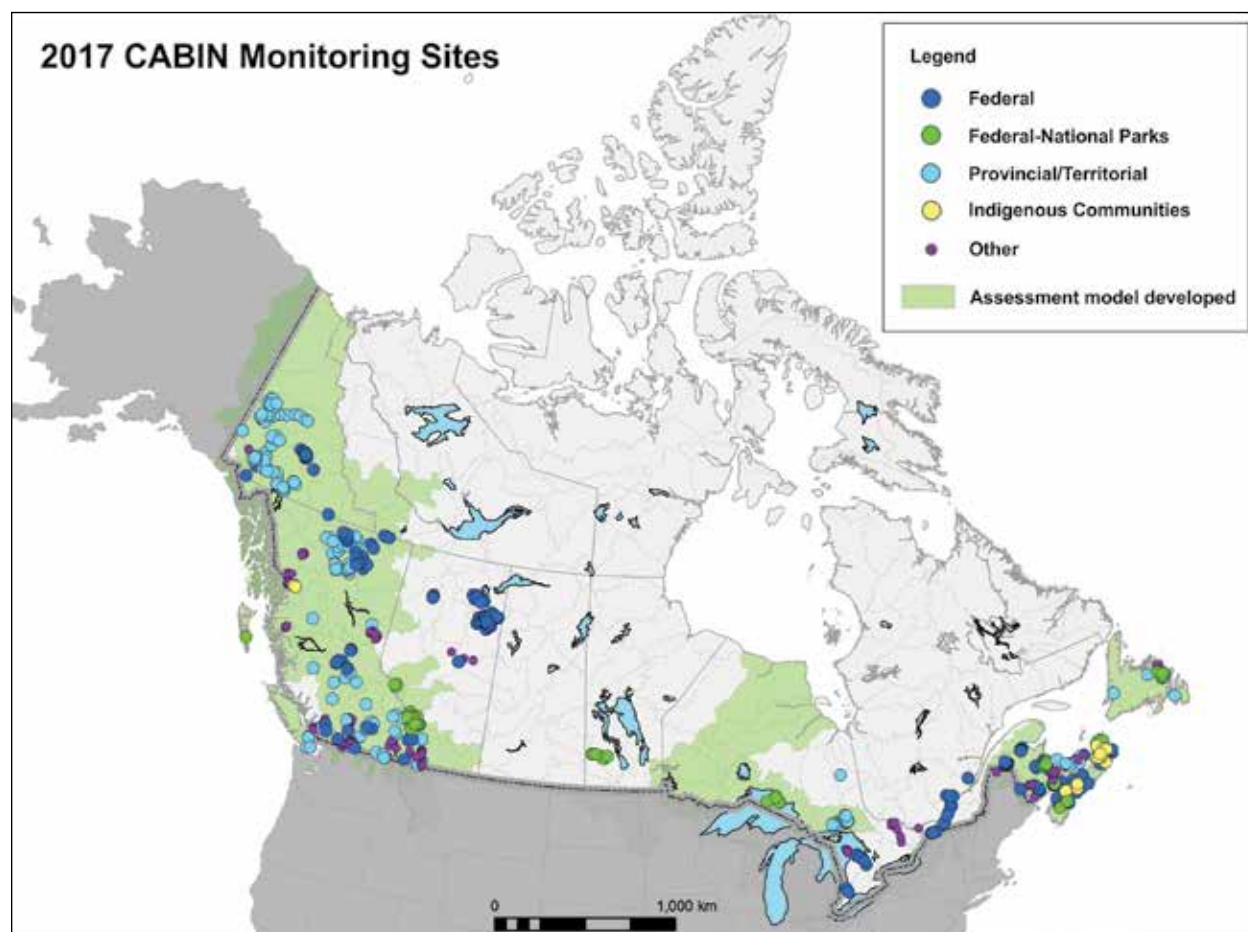 2017 CABIN Monitoring Sites
Legend
Federal
Federal-National Parks
Provincial/Territorial
Indigenous Communities
Other
Assessment model developed
0 1,000 km